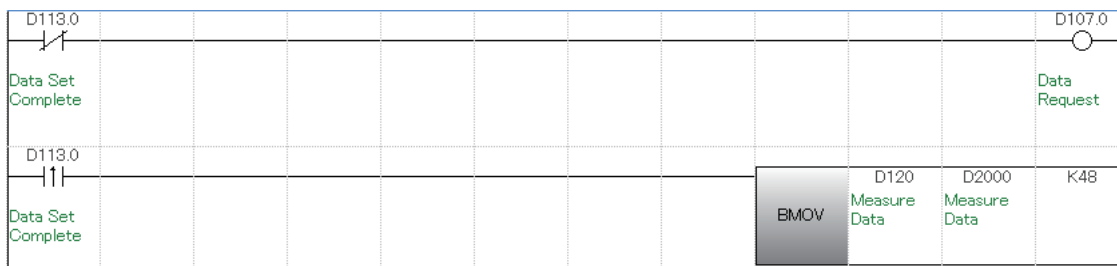 D113.0 D107.0
Data Set Complete
Data Request
D113.0
BMOV D120 D2000 K48
Measure Data
Measure Data
Data Set Complete